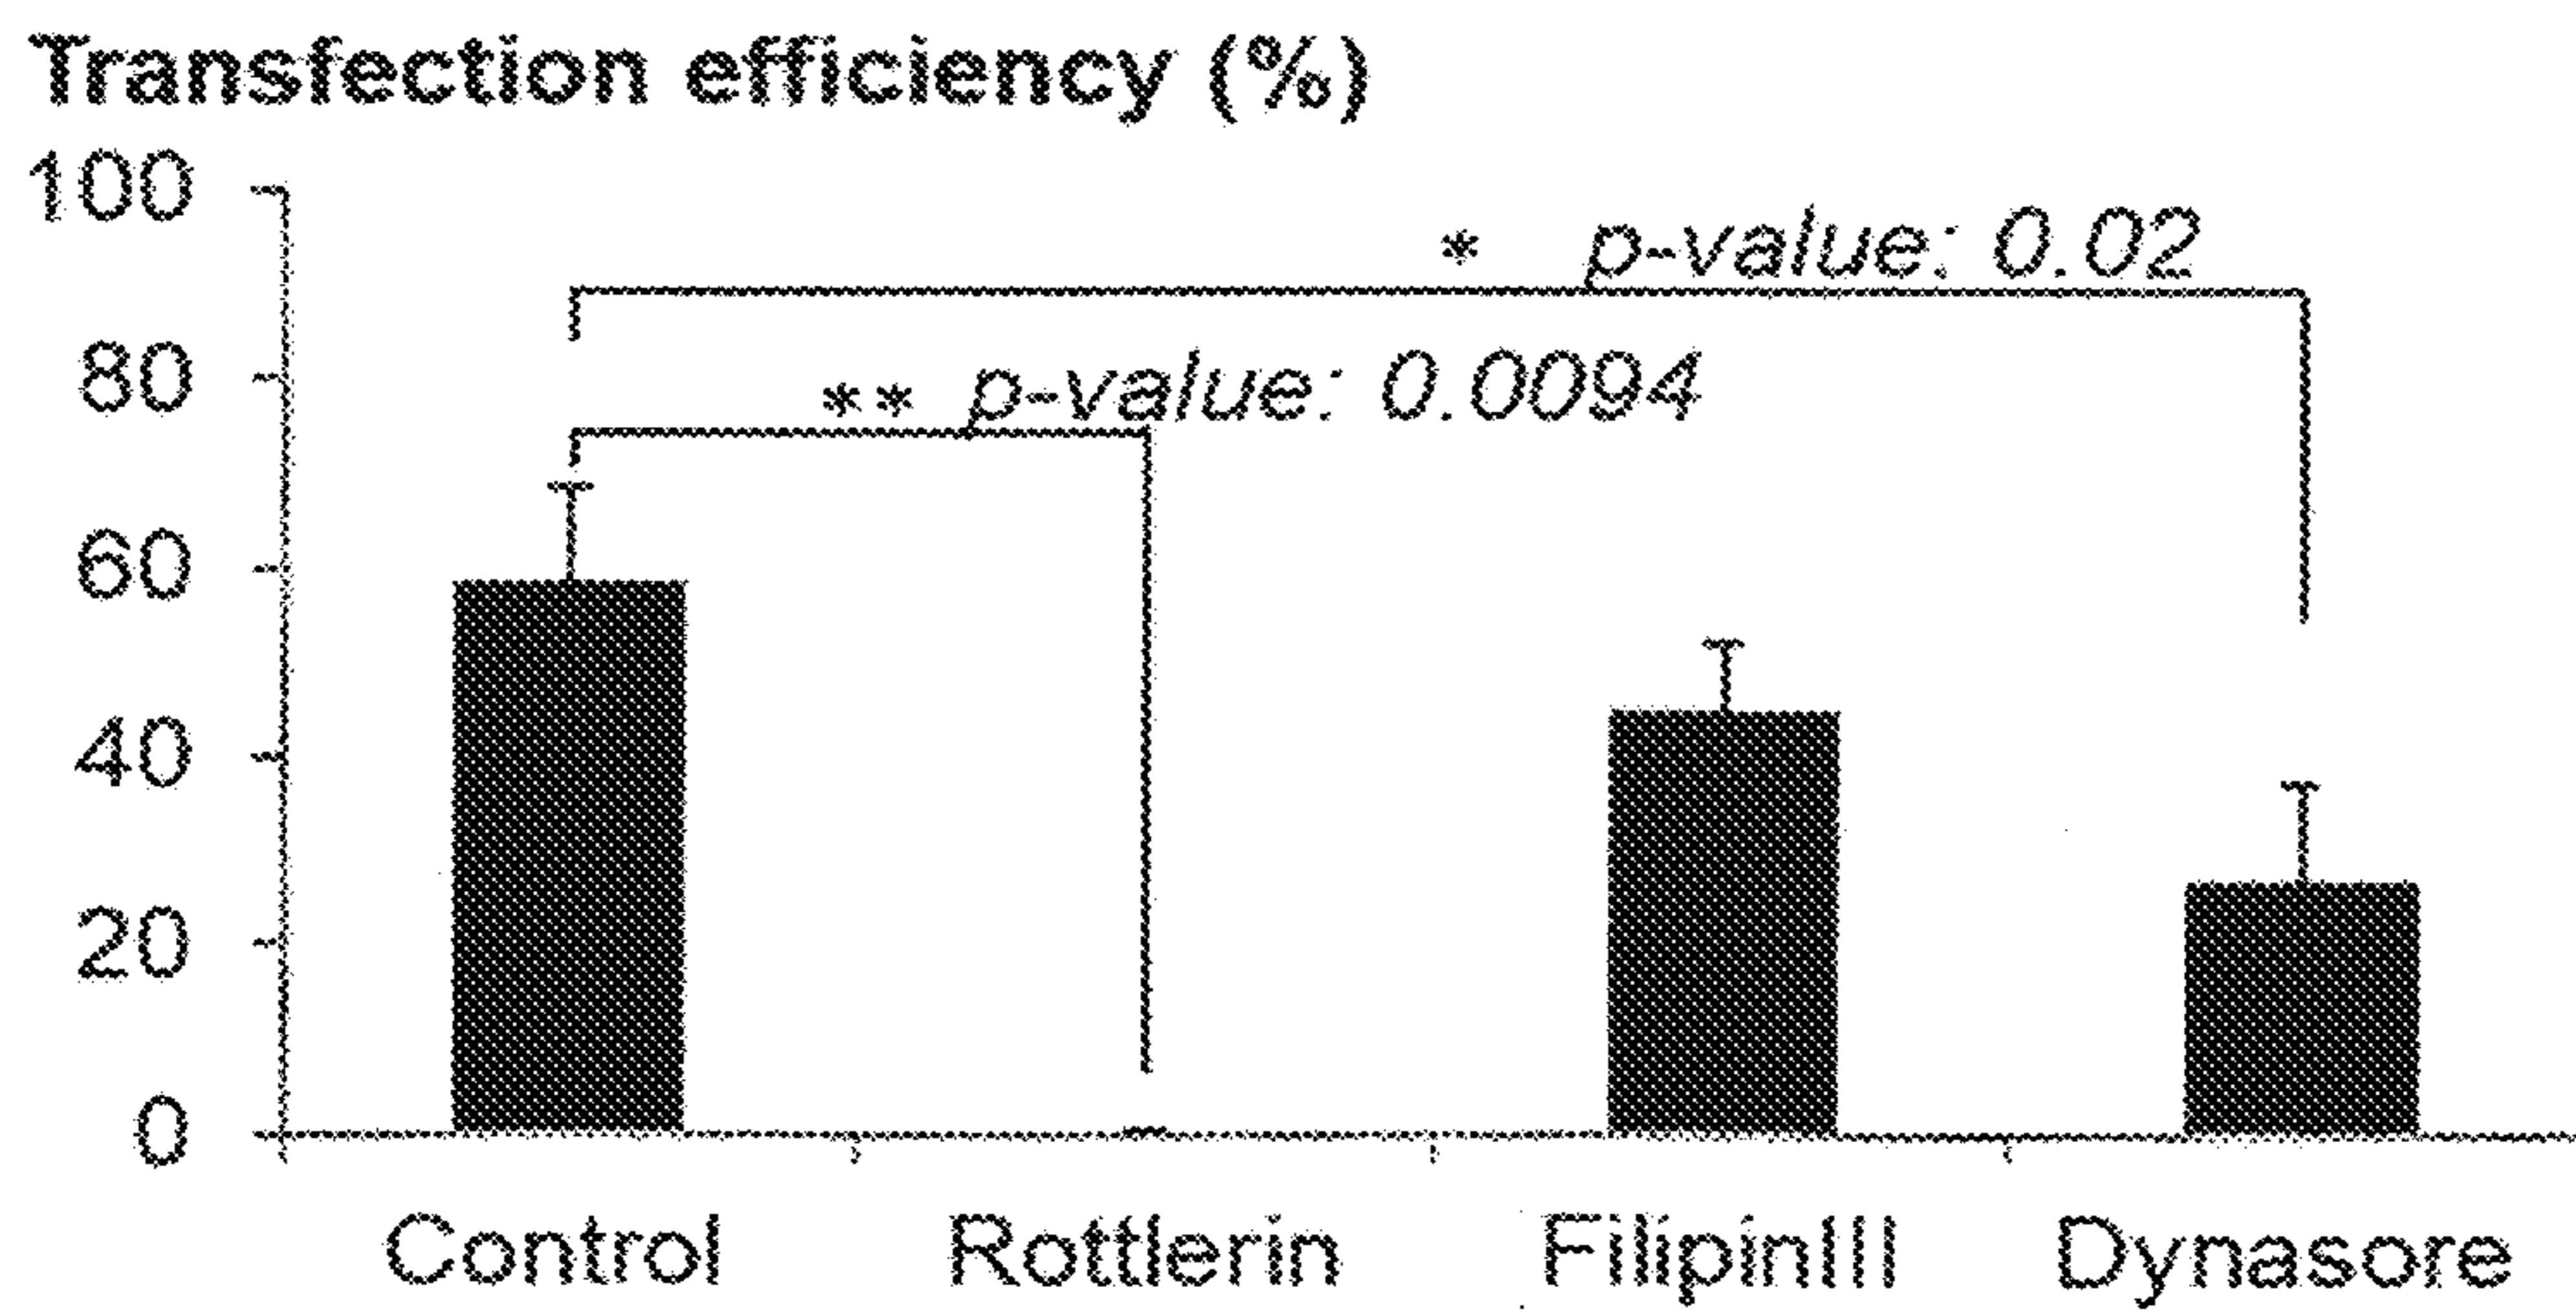 Transfection efficiency (%)
100
* p-value: 0.02
80
** p-value: 0.0094
60
40
20
0
Control Rottlerin FilipinIII Dynasore